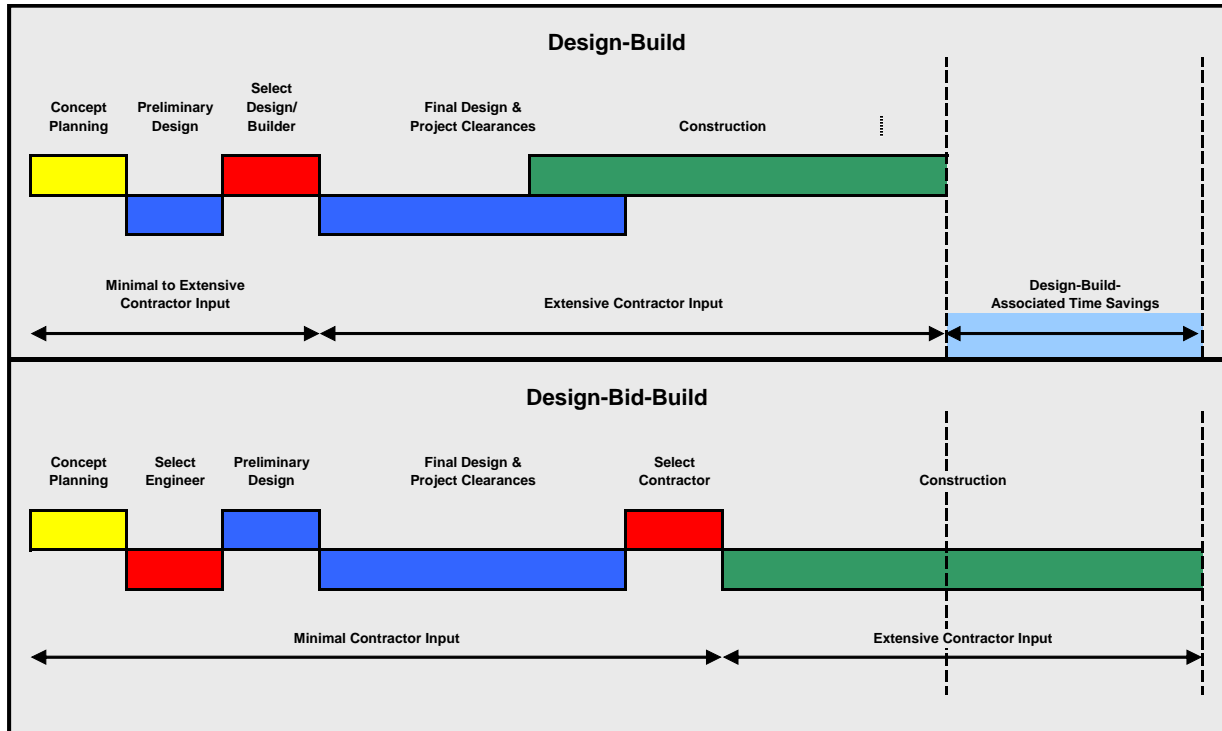 Design-Build
Concept
Planning
Preliminary
Design
Select
Design/
Builder
Final Design &
Project Clearances
Construction
Minimal to Extensive
Contractor Input
Extensive Contractor Input
Design-Build-
Associated Time Savings
Design-Bid-Build
Concept
Planning
Select
Engineer
Preliminary
Design
Final Design &
Project Clearances
Select
Contractor
Construction
Minimal Contractor Input
Extensive Contractor Input